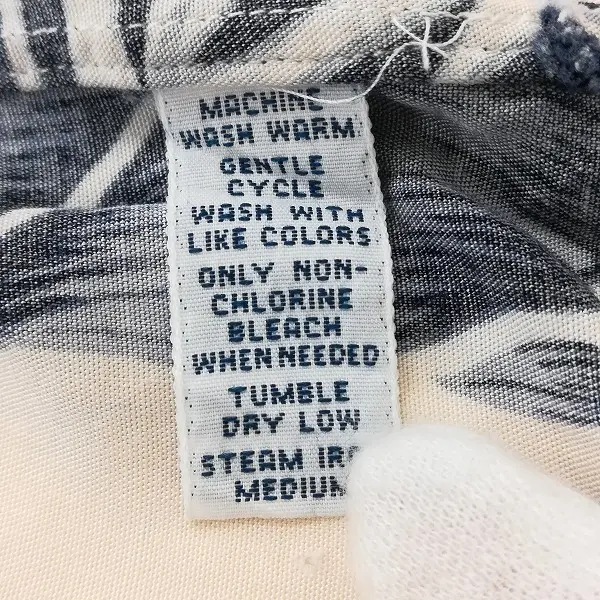 MACHINE
WASH WARM
GENTLE
CYCLE
WASH WITH
LIKE COLORS
ONLY NON-
CHLORINE
BLEACH
WHEN NEEDED
TUMBLE
DRY LOW
STEAM IRO
MEDIUM